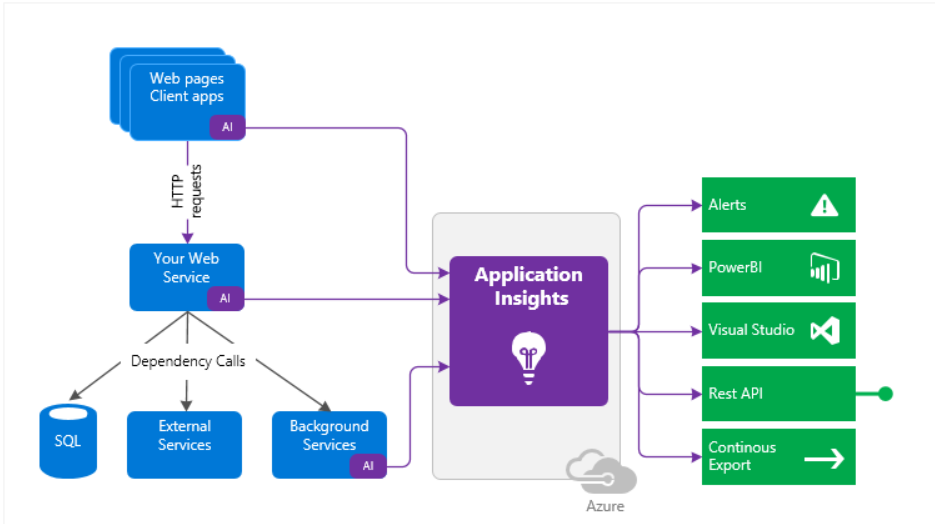 Web pages
Client apps
AI
HTTP
requests
Your Web
Service
AI
Dependency Calls
SQL
External
Services
Background
Services
AI
Application
Insights
Azure
Alerts
PowerBI
Visual Studio
Rest API
Continous
Export